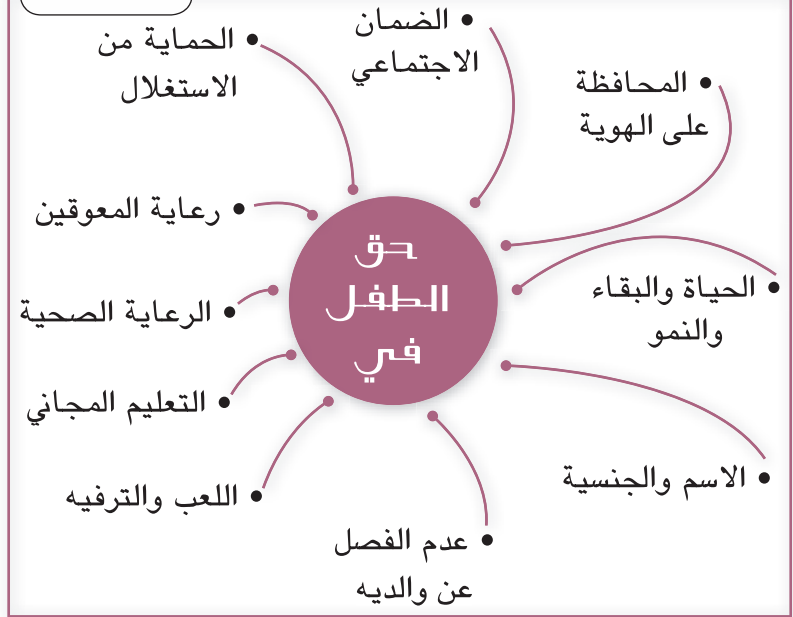 حق
الطفل
في
• الضمان
الاجتماعي
• المحافظة
على الهوية
• الحياة والبقاء
والنمو
• الاسم والجنسية
• عدم الفصل
عن والديه
• اللعب والترفيه
• التعليم المجاني
• الرعاية الصحية
• رعاية المعوقين
• الحماية من
الاستغلال